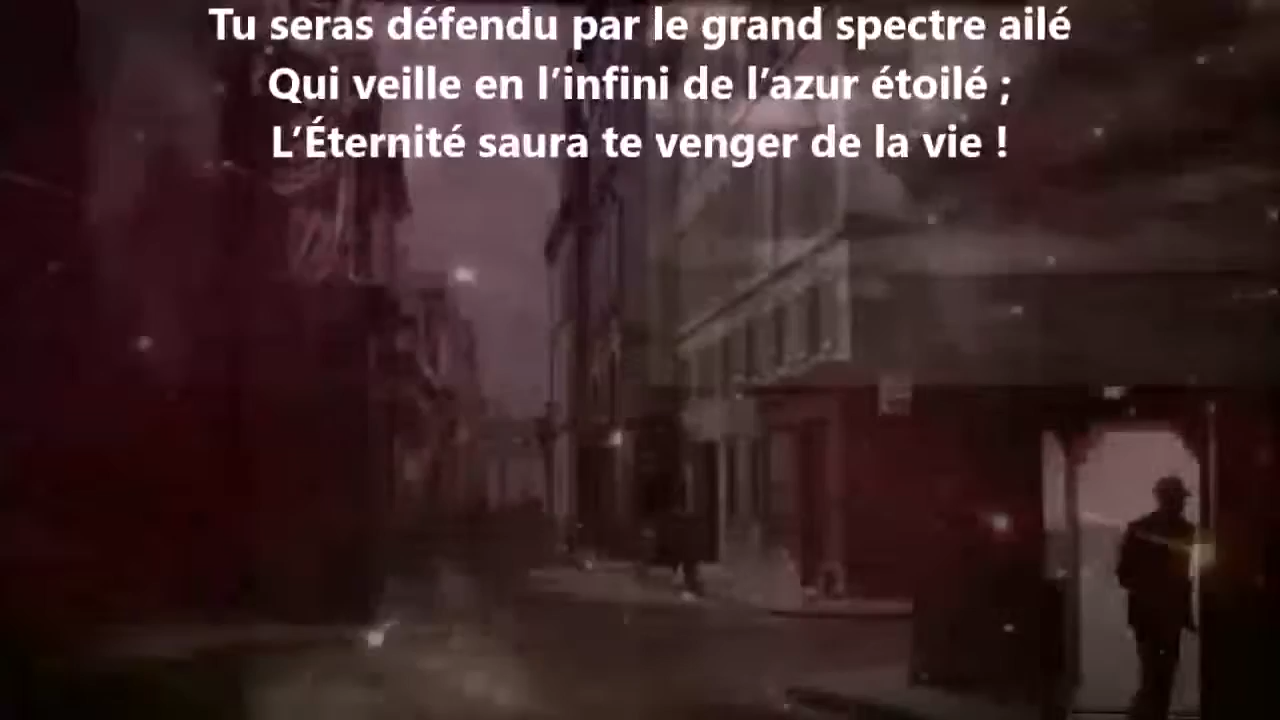 Tu seras défendu par le grand spectre ailé
Qui veille en l’infini de l’azur étoilé ;
L’Éternité saura te venger de la vie !